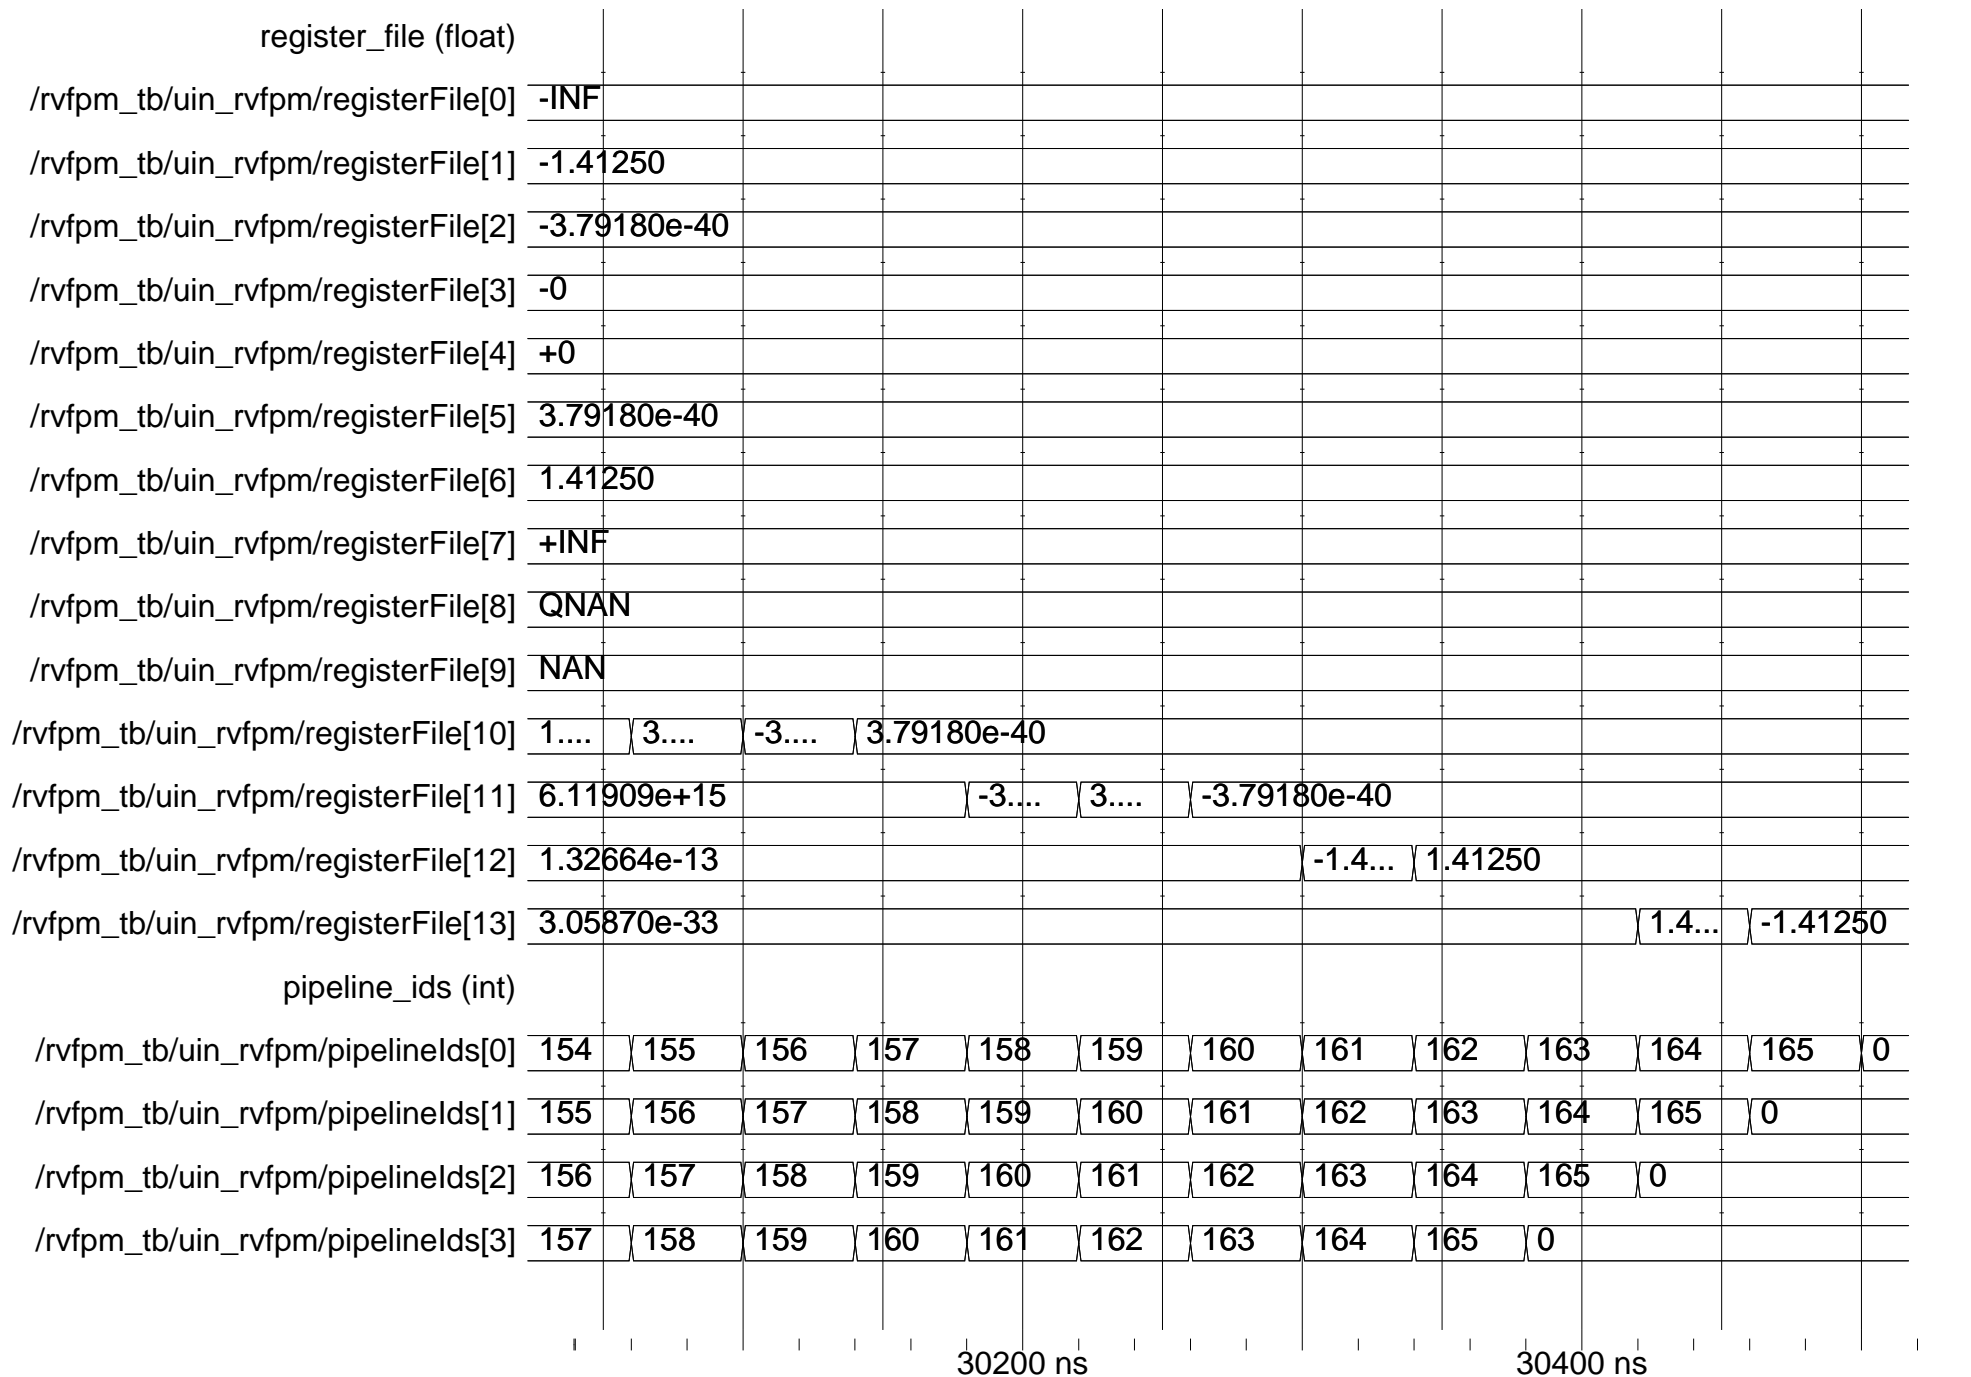 register_file (float)
/rvfpm_tb/uin_rvfpm/registerFile[0] -INF
/rvfpm_tb/uin_rvfpm/registerFile[1] -1.41250
/rvfpm_tb/uin_rvfpm/registerFile[2] -3.79180e-40
/rvfpm_tb/uin_rvfpm/registerFile[3] -0
/rvfpm_tb/uin_rvfpm/registerFile[4] +0
/rvfpm_tb/uin_rvfpm/registerFile[5] 3.79180e-40
/rvfpm_tb/uin_rvfpm/registerFile[6] 1.41250
/rvfpm_tb/uin_rvfpm/registerFile[7] +INF
/rvfpm_tb/uin_rvfpm/registerFile[8] QNAN
/rvfpm_tb/uin_rvfpm/registerFile[9] NAN
/rvfpm_tb/uin_rvfpm/registerFile[10] 1.... 3.... -3.... 3.79180e-40
/rvfpm_tb/uin_rvfpm/registerFile[11] 6.11909e+15 -3.... 3.... -3.79180e-40
/rvfpm_tb/uin_rvfpm/registerFile[12] 1.32664e-13 -1.4... 1.41250
/rvfpm_tb/uin_rvfpm/registerFile[13] 3.05870e-33 1.4... -1.41250
pipeline_ids (int)
/rvfpm_tb/uin_rvfpm/pipelineIds[0] 154 155 156 157 158 159 160 161 162 163 164 165 0
/rvfpm_tb/uin_rvfpm/pipelineIds[1] 155 156 157 158 159 160 161 162 163 164 165 0
/rvfpm_tb/uin_rvfpm/pipelineIds[2] 156 157 158 159 160 161 162 163 164 165 0
/rvfpm_tb/uin_rvfpm/pipelineIds[3] 157 158 159 160 161 162 163 164 165 0
30200 ns 30400 ns